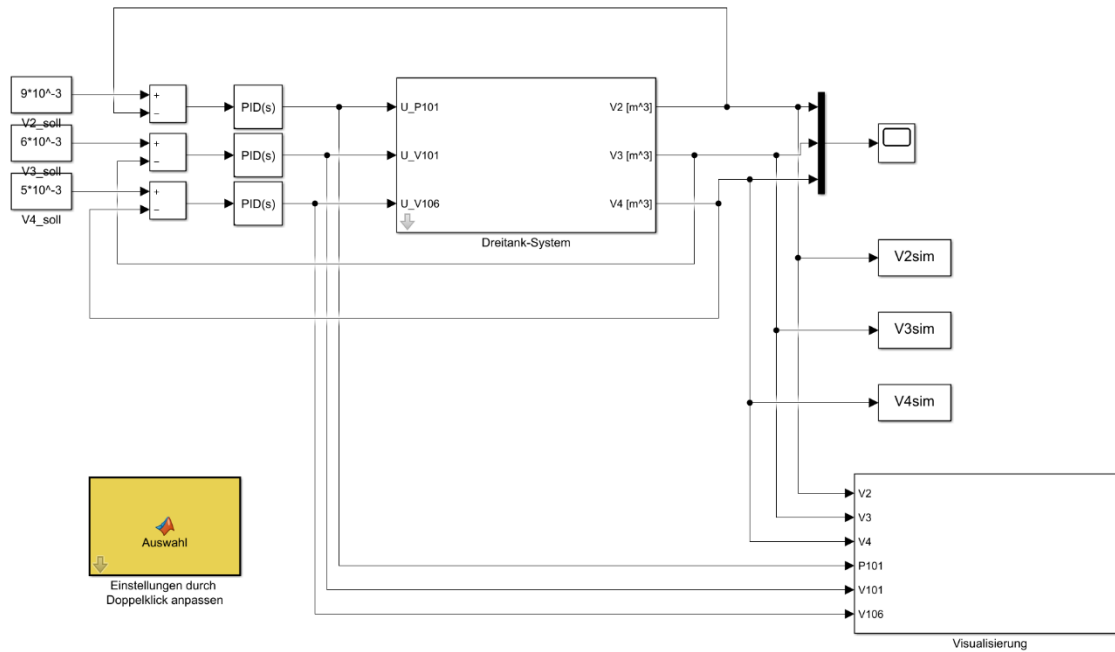 9*10^-3
+
−
PID(s)
V2_soll
6*10^-3
+
−
PID(s)
V3_soll
5*10^-3
+
−
PID(s)
V4_soll
U_P101
V2 [m^3]
U_V101
V3 [m^3]
U_V106
V4 [m^3]
Dreitank-System
V2sim
V3sim
V4sim
Auswahl
Einstellungen durch
Doppelklick anpassen
V2
V3
V4
P101
V101
V106
Visualisierung